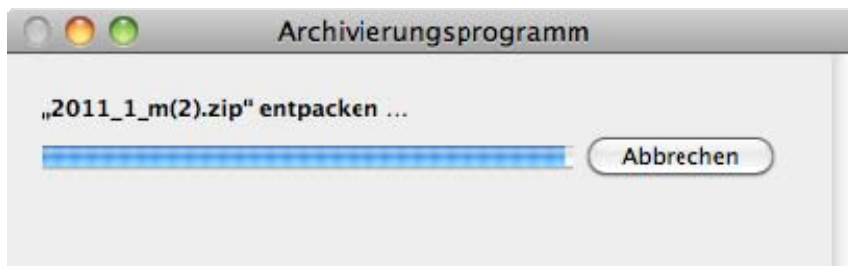 Archivierungsprogramm
„2011_1_m(2).zip" entpacken ...
Abbrechen